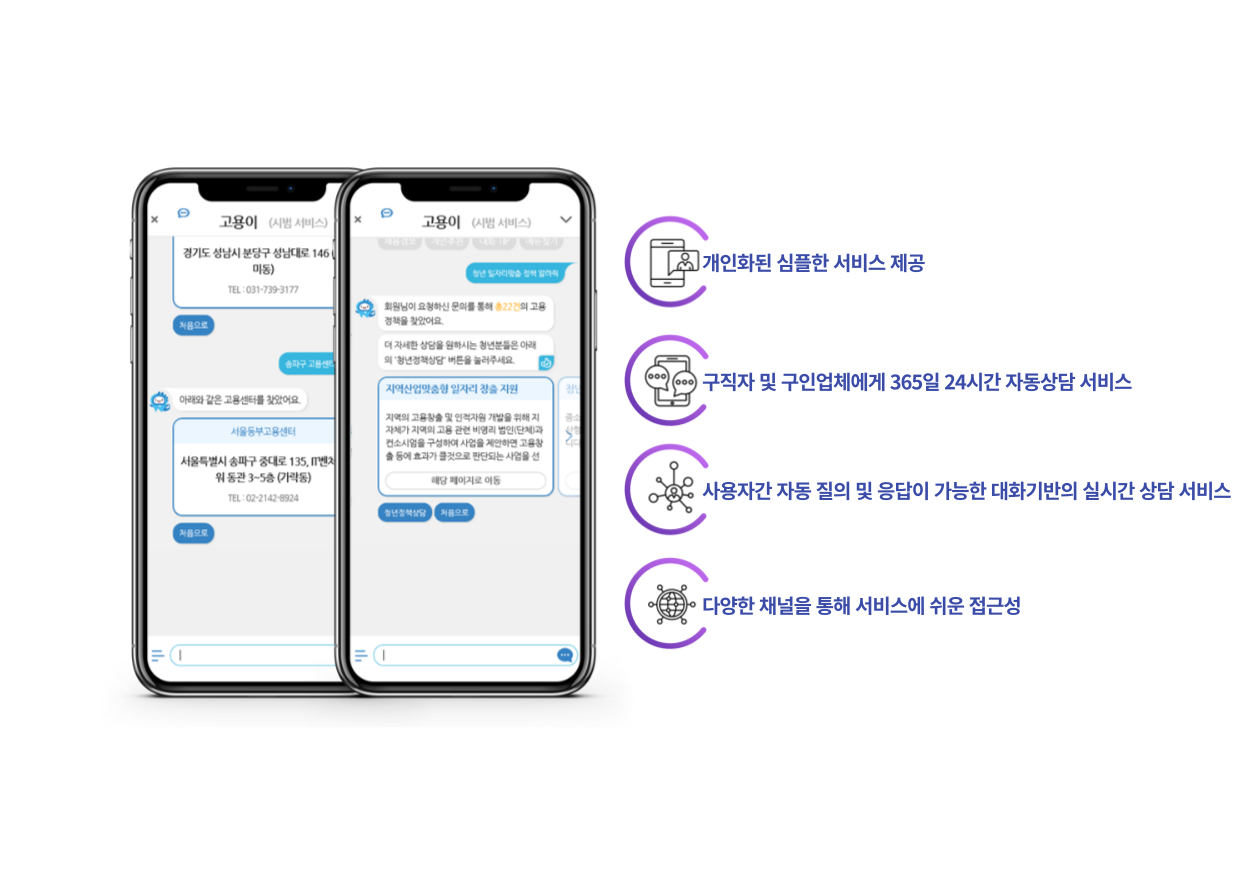 고용이 (시범 서비스)
경기도 성남시 분당구 성남대로 146
미동)
TEL : 031-739-3177
처음으로
송파구 고용센터
아래와 같은 고용센터를 찾았어요.
서울동부고용센터
서울특별시 송파구 중대로 135, IT벤처
워 동관 3~5층 (가락동)
TEL : 02-2142-8924
처음으로
고용이 (시범 서비스)
청년 일자리맞춤 정책 알려줘
회원님이 요청하신 문의를 통해 총22건의 고용
정책을 찾았어요.
더 자세한 상담을 원하시는 청년분들은 아래
의 '청년정책상담' 버튼을 눌러주세요.
지역산업맞춤형 일자리 창출 지원
지역의 고용창출 및 인적자원 개발을 위해 지
자체가 지역의 고용 관련 비영리 법인(단체)과
컨소시엄을 구성하여 사업을 제안하면 고용창
출 등에 효과가 클것으로 판단되는 사업을 선
해당 페이지로 이동
청년정책상담 처음으로
개인화된 심플한 서비스 제공
구직자 및 구인업체에게 365일 24시간 자동상담 서비스
사용자간 자동 질의 및 응답이 가능한 대화기반의 실시간 상담 서비스
다양한 채널을 통해 서비스에 쉬운 접근성